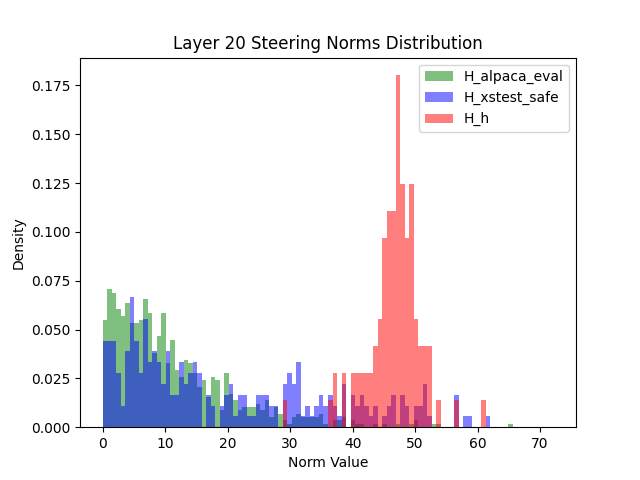 Layer 20 Steering Norms Distribution
H_alpaca_eval
H_xstest_safe
H_h
Density
0.175
0.150
0.125
0.100
0.075
0.050
0.025
0.000
0 10 20 30 40 50 60 70
Norm Value